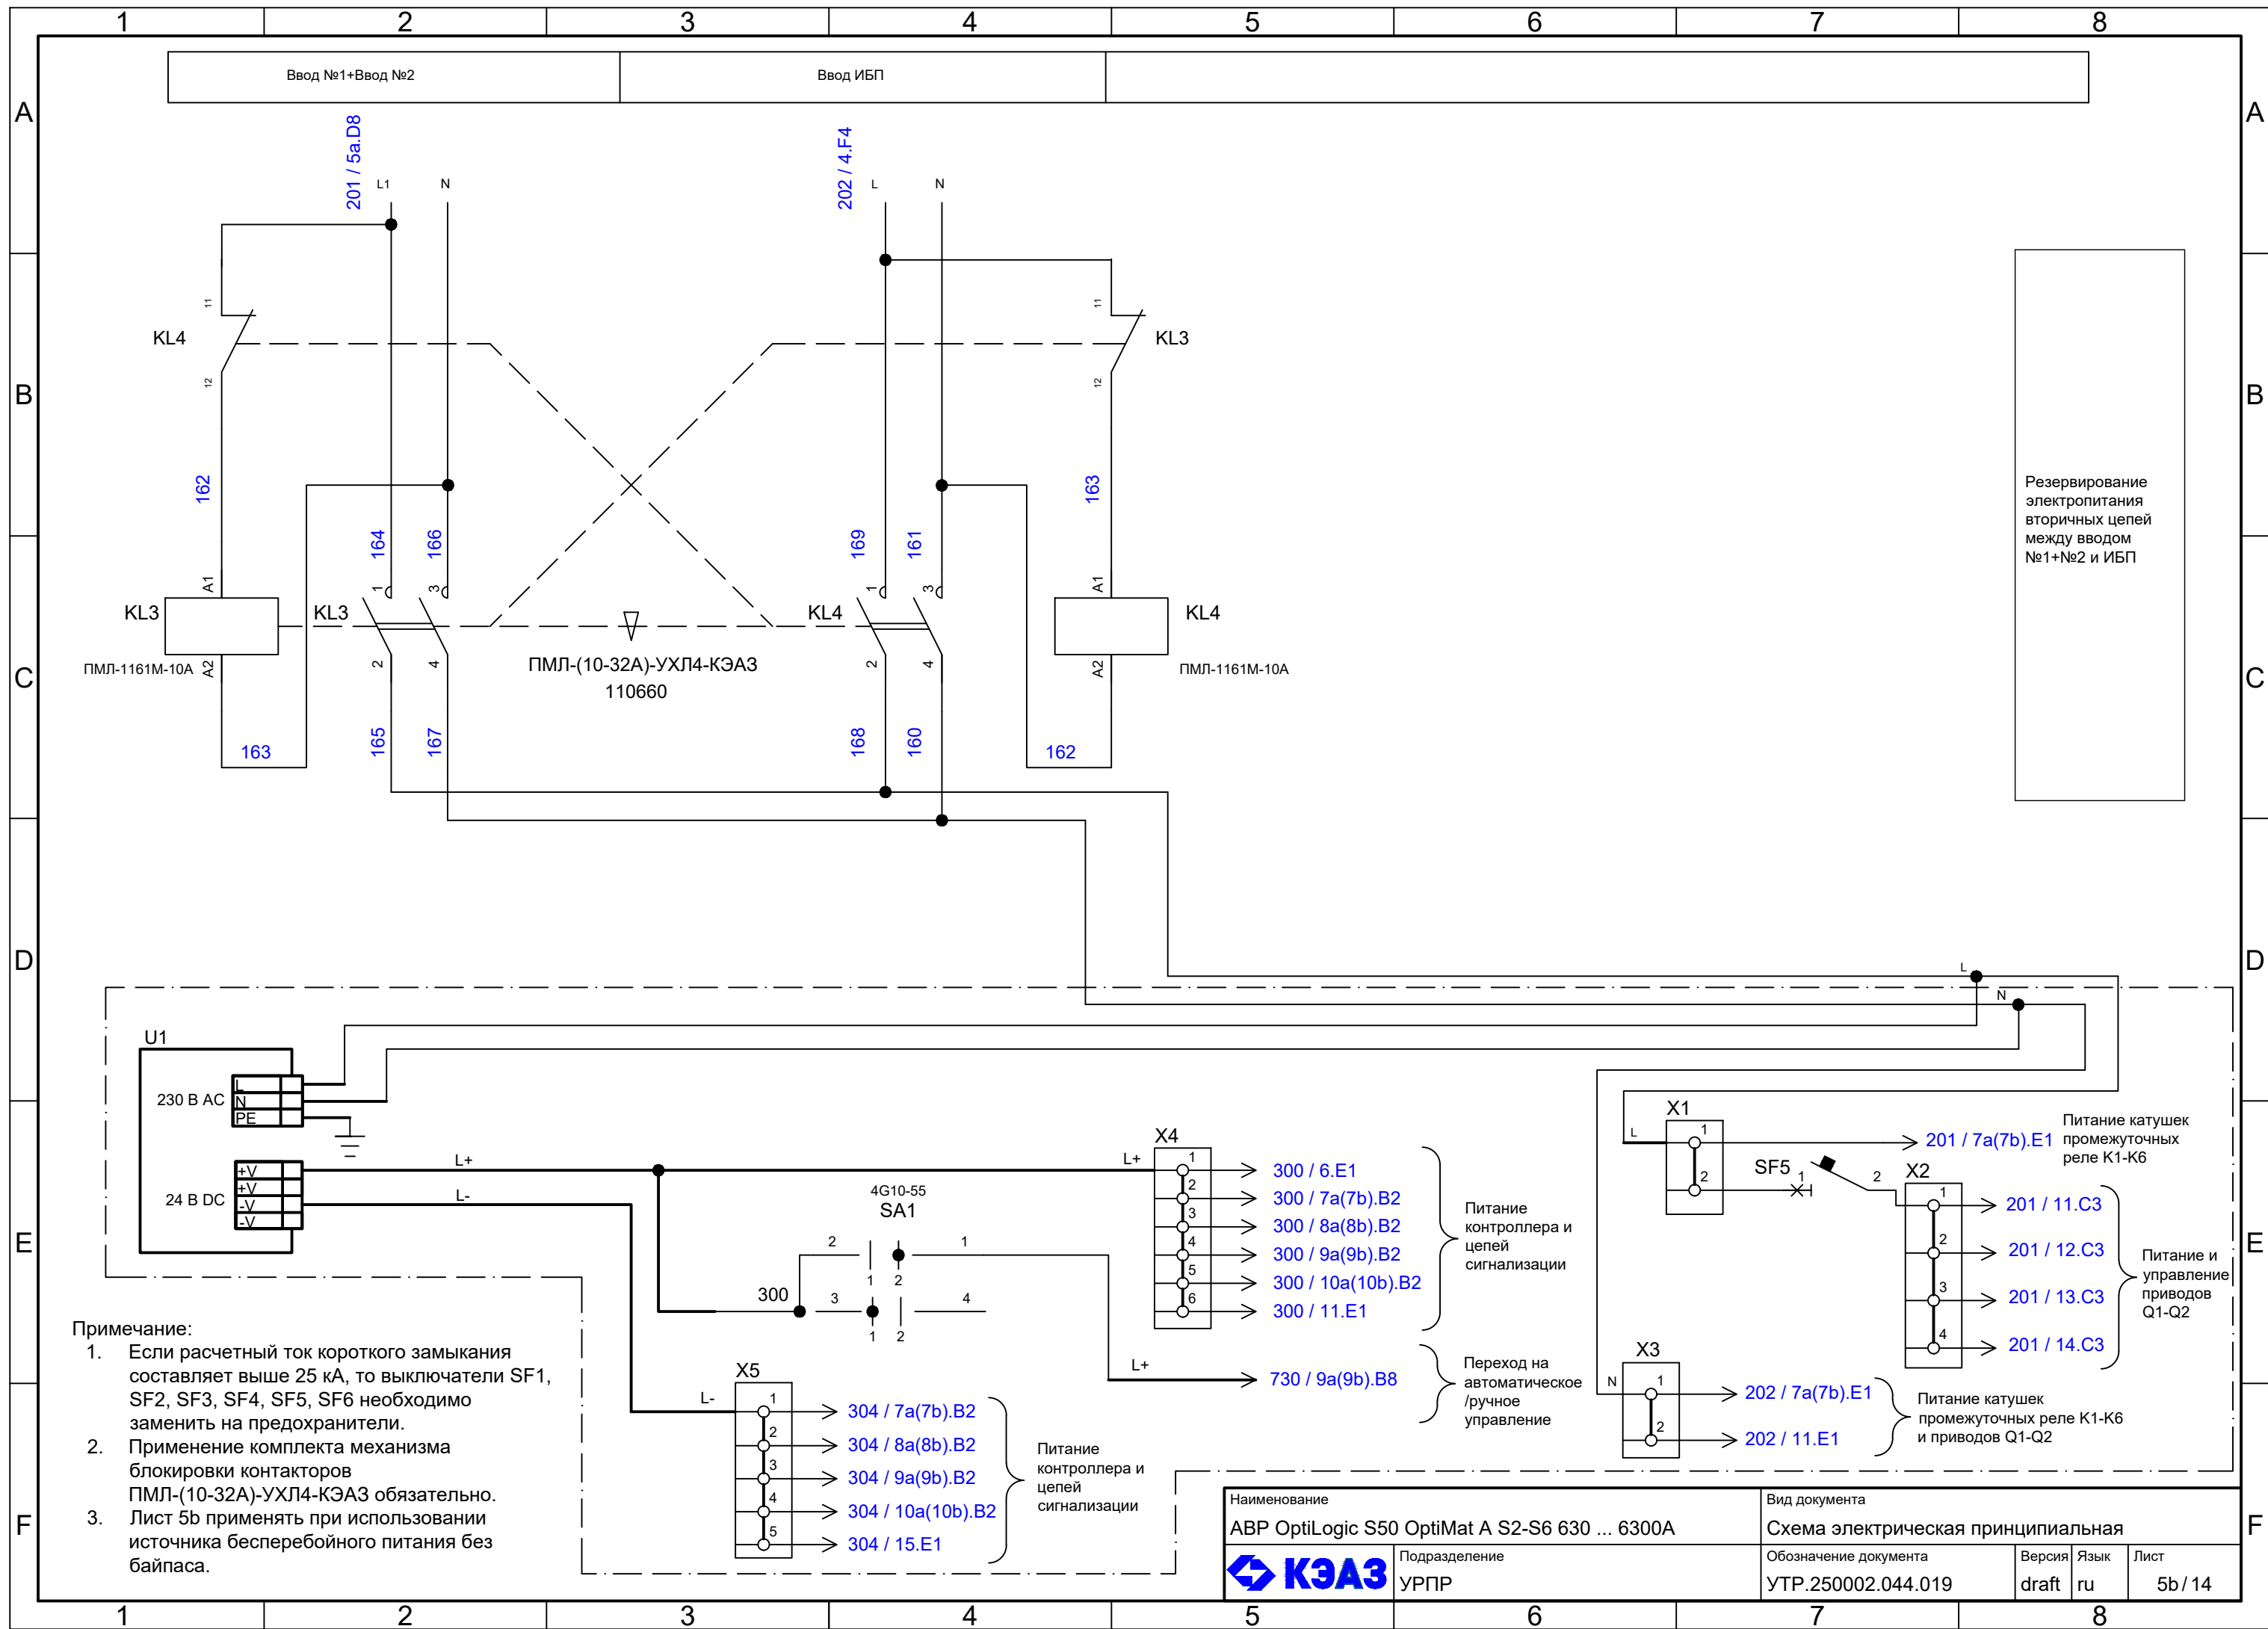 1 2 3 4 5 6 7 8
Ввод №1+Ввод №2
Ввод ИБП
A
A
201 / 5a.D8
L1
N
202 / 4.F4
L
N
11
KL4
12
11
KL3
12
B
B
162
163
164
166
169
161
Резервирование
электропитания
вторичных цепей
между вводом
№1+№2 и ИБП
A1
KL3
A2
ПМЛ-1161М-10А
KL3
1
3
2
4
ПМЛ-(10-32А)-УХЛ4-КЭАЗ
110660
KL4
1
3
2
4
A1
KL4
A2
ПМЛ-1161М-10А
C
C
163
165
167
168
160
162
D
D
L
N
U1
230 В AC
L
N
PE
24 В DC
+V
+V
-V
-V
L+
L-
4G10-55
SA1
2
1
1
2
300
3
4
1
2
L+
X4
1
2
3
4
5
6
300 / 6.E1
300 / 7a(7b).B2
300 / 8a(8b).B2
300 / 9a(9b).B2
300 / 10a(10b).B2
300 / 11.E1
Питание
контроллера и
цепей
сигнализации
L+
730 / 9a(9b).B8
Переход на
автоматическое
/ручное
управление
L
X1
1
2
201 / 7a(7b).E1
Питание катушек
промежуточных
реле K1-K6
SF5
1
2
X2
1
2
3
4
201 / 11.C3
201 / 12.C3
201 / 13.C3
201 / 14.C3
Питание и
управление
приводов
Q1-Q2
E
E
N
X3
1
2
202 / 7a(7b).E1
202 / 11.E1
Питание катушек
промежуточных реле K1-K6
и приводов Q1-Q2
L-
X5
1
2
3
4
5
304 / 7a(7b).B2
304 / 8a(8b).B2
304 / 9a(9b).B2
304 / 10a(10b).B2
304 / 15.E1
Питание
контроллера и
цепей
сигнализации
Примечание:
1. Если расчетный ток короткого замыкания
составляет выше 25 кА, то выключатели SF1,
SF2, SF3, SF4, SF5, SF6 необходимо
заменить на предохранители.
2. Применение комплекта механизма
блокировки контакторов
ПМЛ-(10-32А)-УХЛ4-КЭАЗ обязательно.
3. Лист 5b применять при использовании
источника бесперебойного питания без
байпаса.
F
F
Наименование
АВР OptiLogic S50 OptiMat A S2-S6 630 ... 6300А
Вид документа
Схема электрическая принципиальная
КЭАЗ
Подразделение
УРПР
Обозначение документа
УТР.250002.044.019
Версия
draft
Язык
ru
Лист
5b / 14
1 2 3 4 5 6 7 8